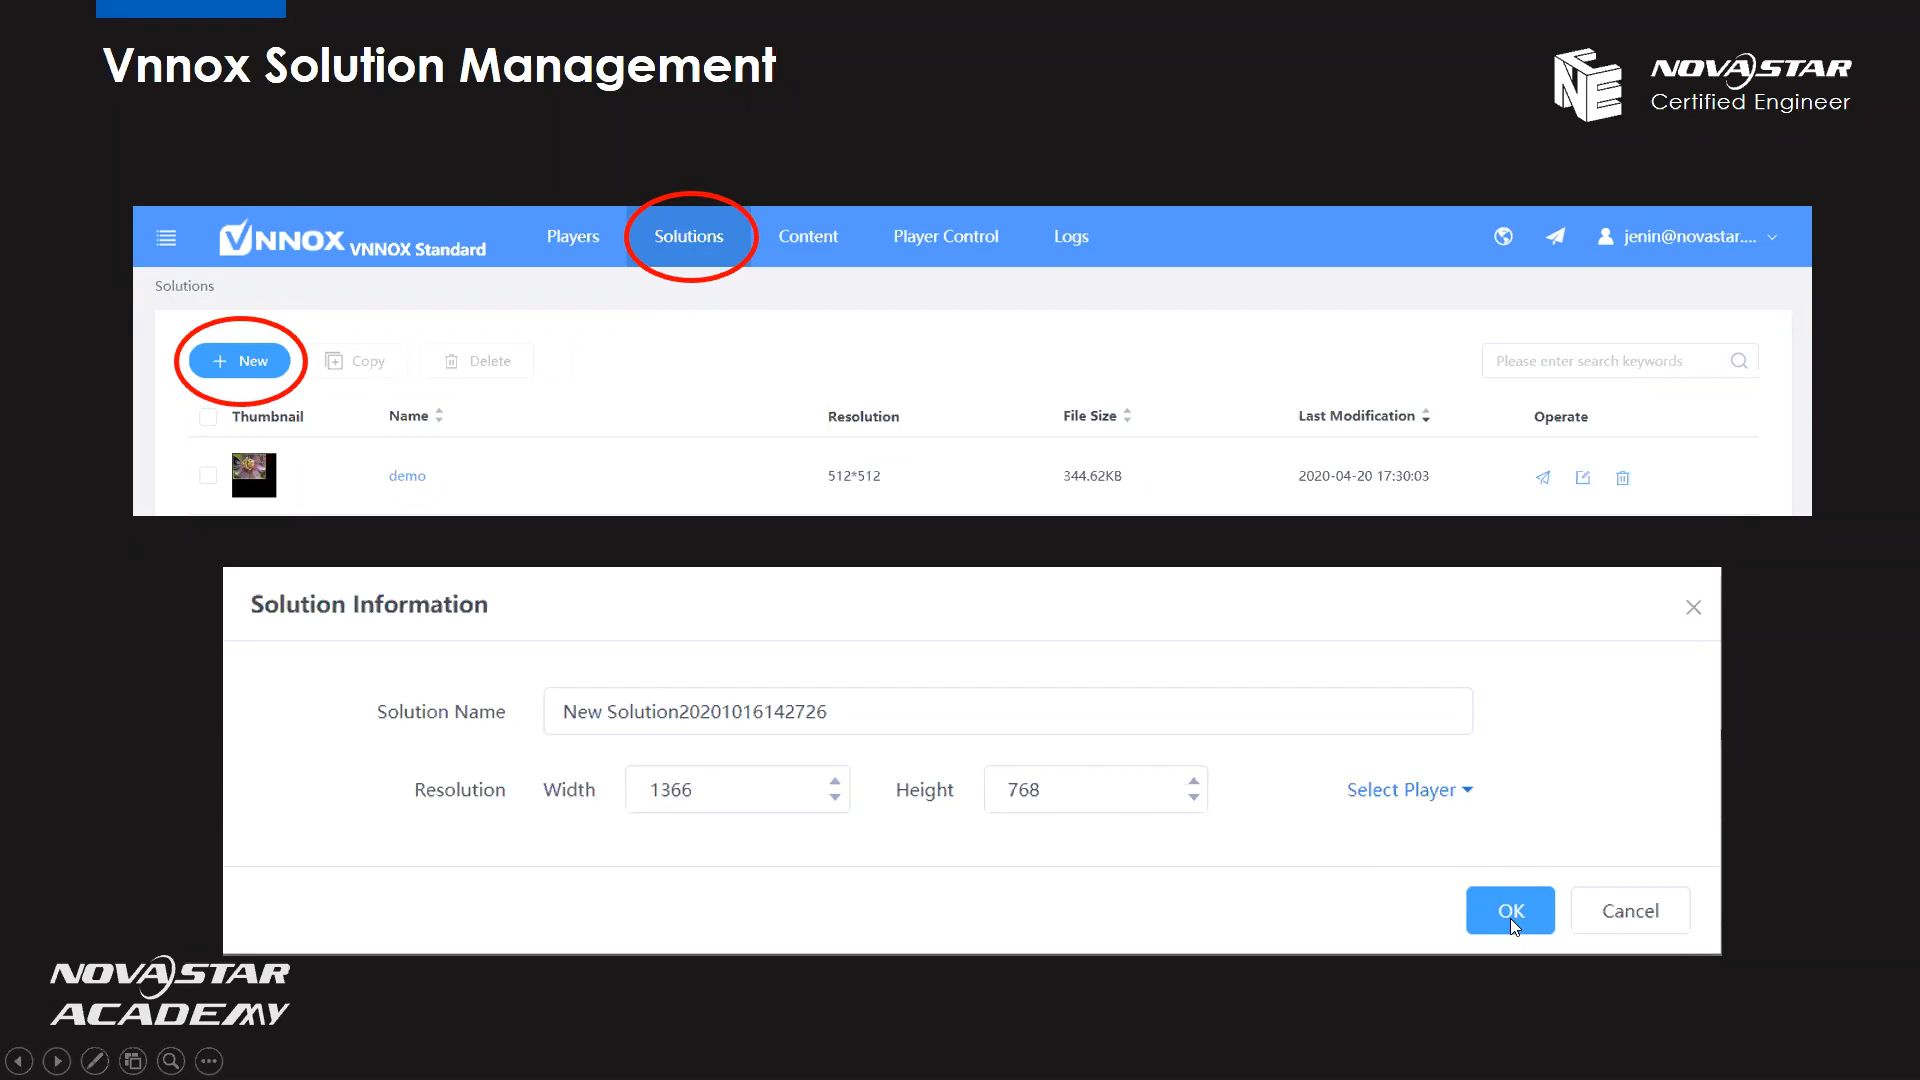 Vnnox Solution Management
NE
NOVASTAR
Certified Engineer
VNNOX VNNOX Standard
Players
Solutions
Content
Player Control
Logs
jenin@novastar....
Solutions
+ New
Copy
Delete
Please enter search keywords
Thumbnail
Name
Resolution
File Size
Last Modification
Operate
demo
512*512
344.62KB
2020-04-20 17:30:03
Solution Information
Solution Name
New Solution20201016142726
Resolution
Width
1366
Height
768
Select Player
OK
Cancel
NOVASTAR
ACADEMY